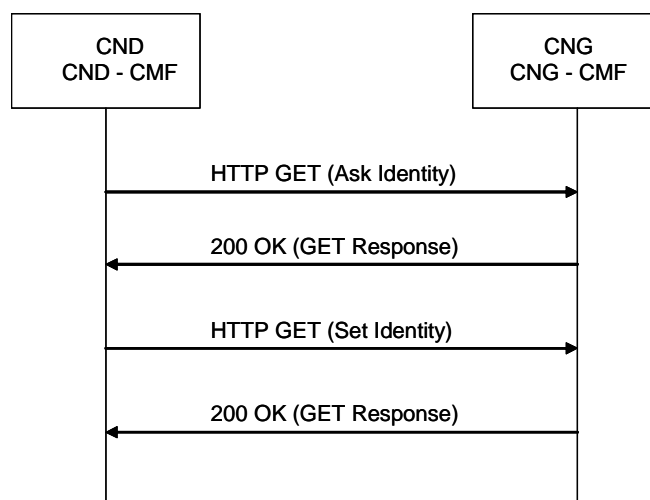 CND
CND - CMF
CNG
CNG - CMF
HTTP GET (Ask Identity)
200 OK (GET Response)
HTTP GET (Set Identity)
200 OK (GET Response)